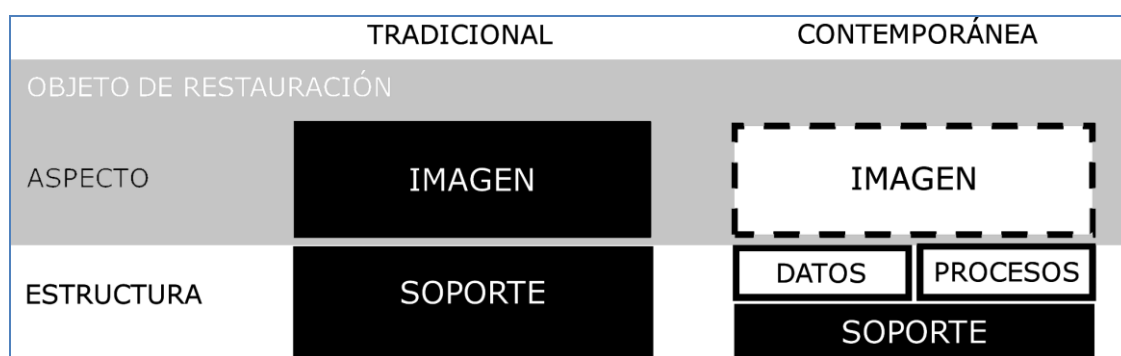 TRADICIONAL CONTEMPORÁNEA
OBJETO DE RESTAURACIÓN
ASPECTO IMAGEN IMAGEN
DATOS PROCESOS
ESTRUCTURA SOPORTE
SOPORTE